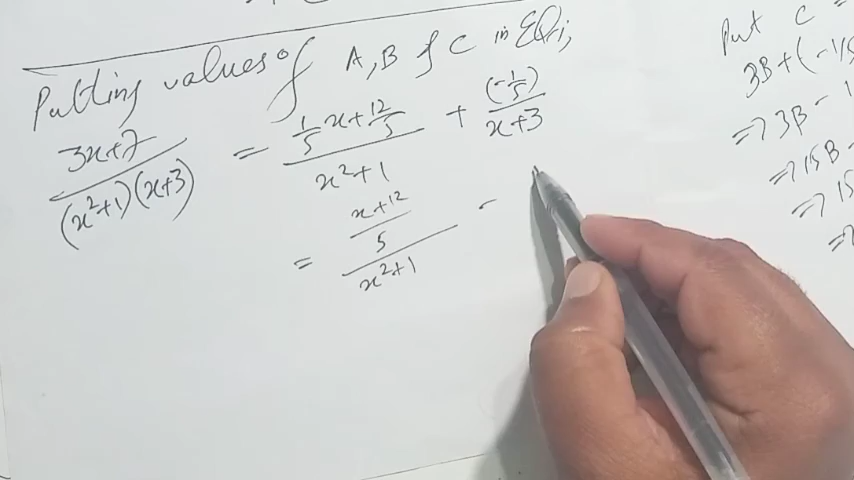 Putting values of A, B & C in EQ i,
(3x+7)/((x²+1)(x+3)) = (1/5 x + 12/5)/(x²+1) + (-1/5)/(x+3)
= ((x+12)/5)/(x²+1) -
Put C =
3B + (-1/5
=> 3B - 1
=> 15B -
=> 15
=>